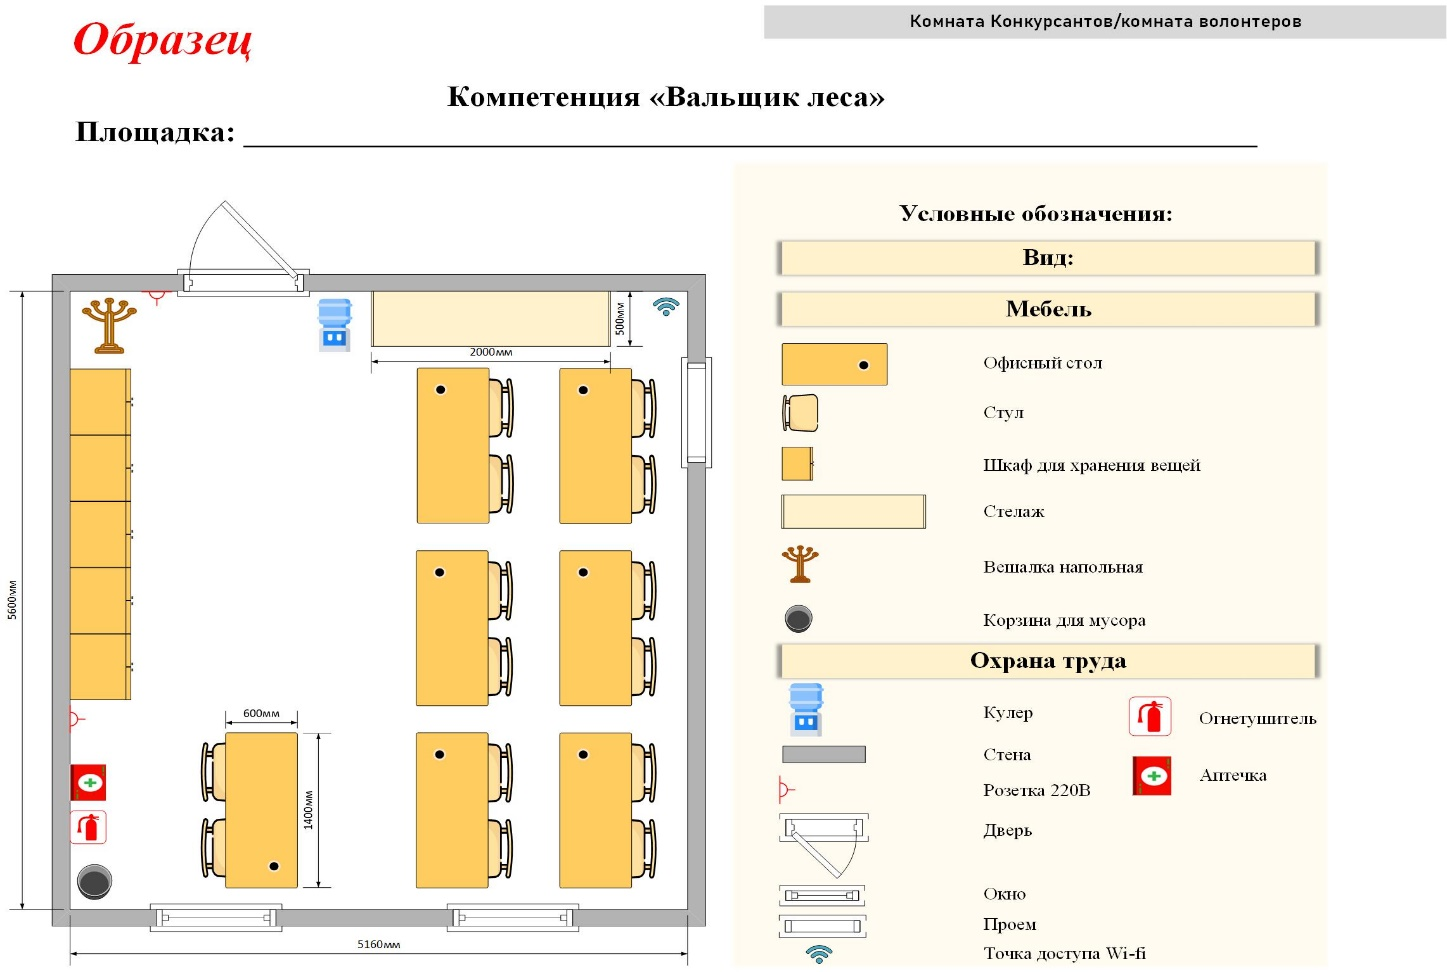 Комната Конкурсантов/комната волонтеров
Образец
Компетенция «Вальщик леса»
Площадка:
Условные обозначения:
Вид:
Мебель
Офисный стол
Стул
Шкаф для хранения вещей
Стелаж
Вешалка напольная
Корзина для мусора
Охрана труда
Кулер
Огнетушитель
Стена
Аптечка
Розетка 220В
Дверь
Окно
Проем
Точка доступа Wi-fi
500мм
2000мм
5600мм
600мм
1400мм
5160мм